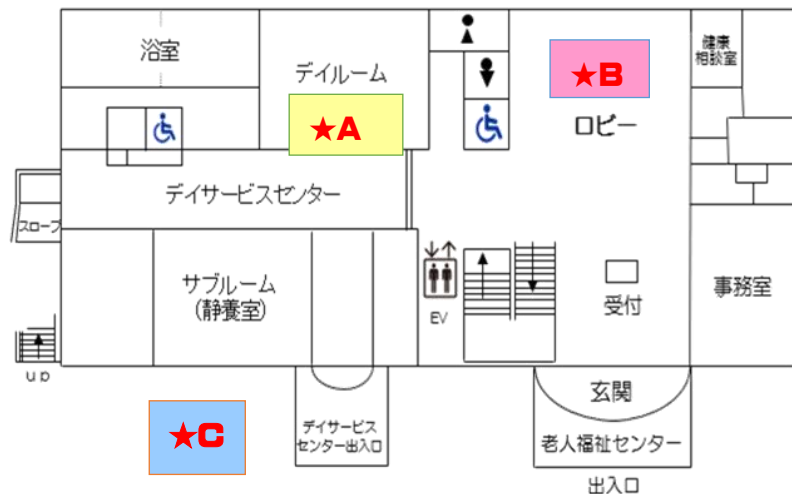 浴室
デイルーム
★A
★B
健康
相談室
ロビー
デイサービスセンター
スロープ
サブルーム
(静養室)
EV
受付
事務室
up
★C
デイサービス
センター出入口
玄関
老人福祉センター
出入口